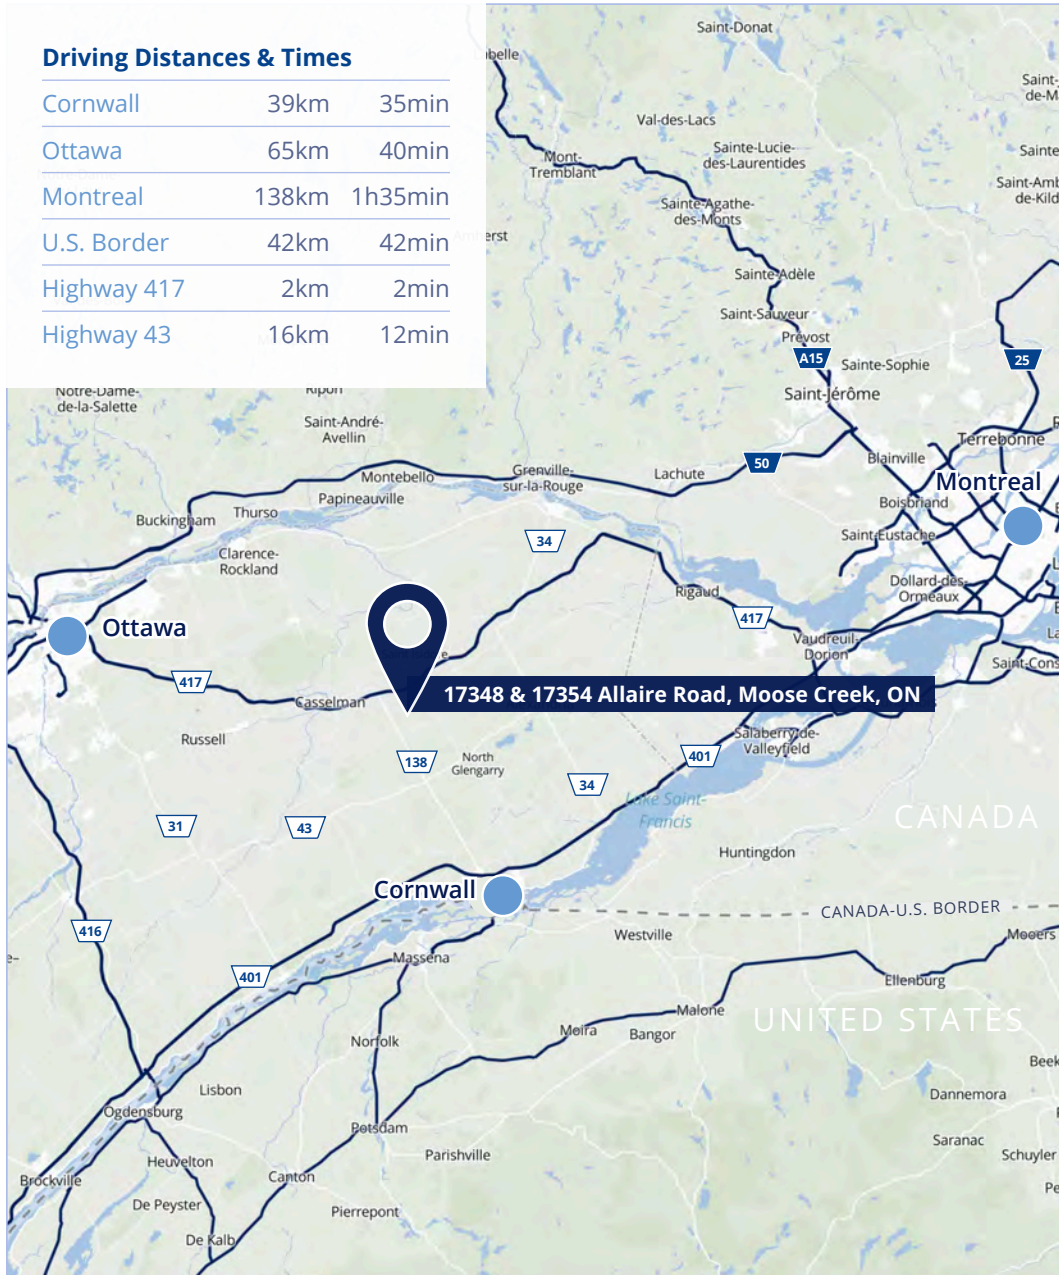 Driving Distances & Times
Cornwall 39km 35min
Ottawa 65km 40min
Montreal 138km 1h35min
U.S. Border 42km 42min
Highway 417 2km 2min
Highway 43 16km 12min
Saint-Donat
Val-des-Lacs
Sainte-Lucie-
des-Laurentides
Mont-
Tremblant
Sainte-Agathe-
des-Monts
Sainte-Adèle
Saint-Sauveur
Prévost
A15
Sainte-Sophie
25
Saint-Jérôme
Notre-Dame-
de-la-Salette
Ripon
Saint-André-
Avellin
Terrebonne
Blainville
50
Lachute
Grenville-
sur-la-Rouge
Montebello
Papineauville
Montreal
Boisbriand
Thurso
Buckingham
34
Saint-Eustache
Clarence-
Rockland
Dollard-des-
Ormeaux
Rigaud
417
Ottawa
Vaudreuil-
Dorion
417
Casselman
17348 & 17354 Allaire Road, Moose Creek, ON
Russell
Salaberry-de-
Valleyfield
138
North
Glengarry
401
34
Lake Saint-
Francis
31
43
CANADA
Huntingdon
Cornwall
CANADA-U.S. BORDER
416
Westville
Mooers
Massena
401
Ellenburg
Malone
UNITED STATES
Moira
Bangor
Norfolk
Lisbon
Dannemora
Ogdensburg
Potsdam
Saranac
Parishville
Schuyler
Heuvelton
Canton
Brockville
De Peyster
Pierrepont
De Kalb